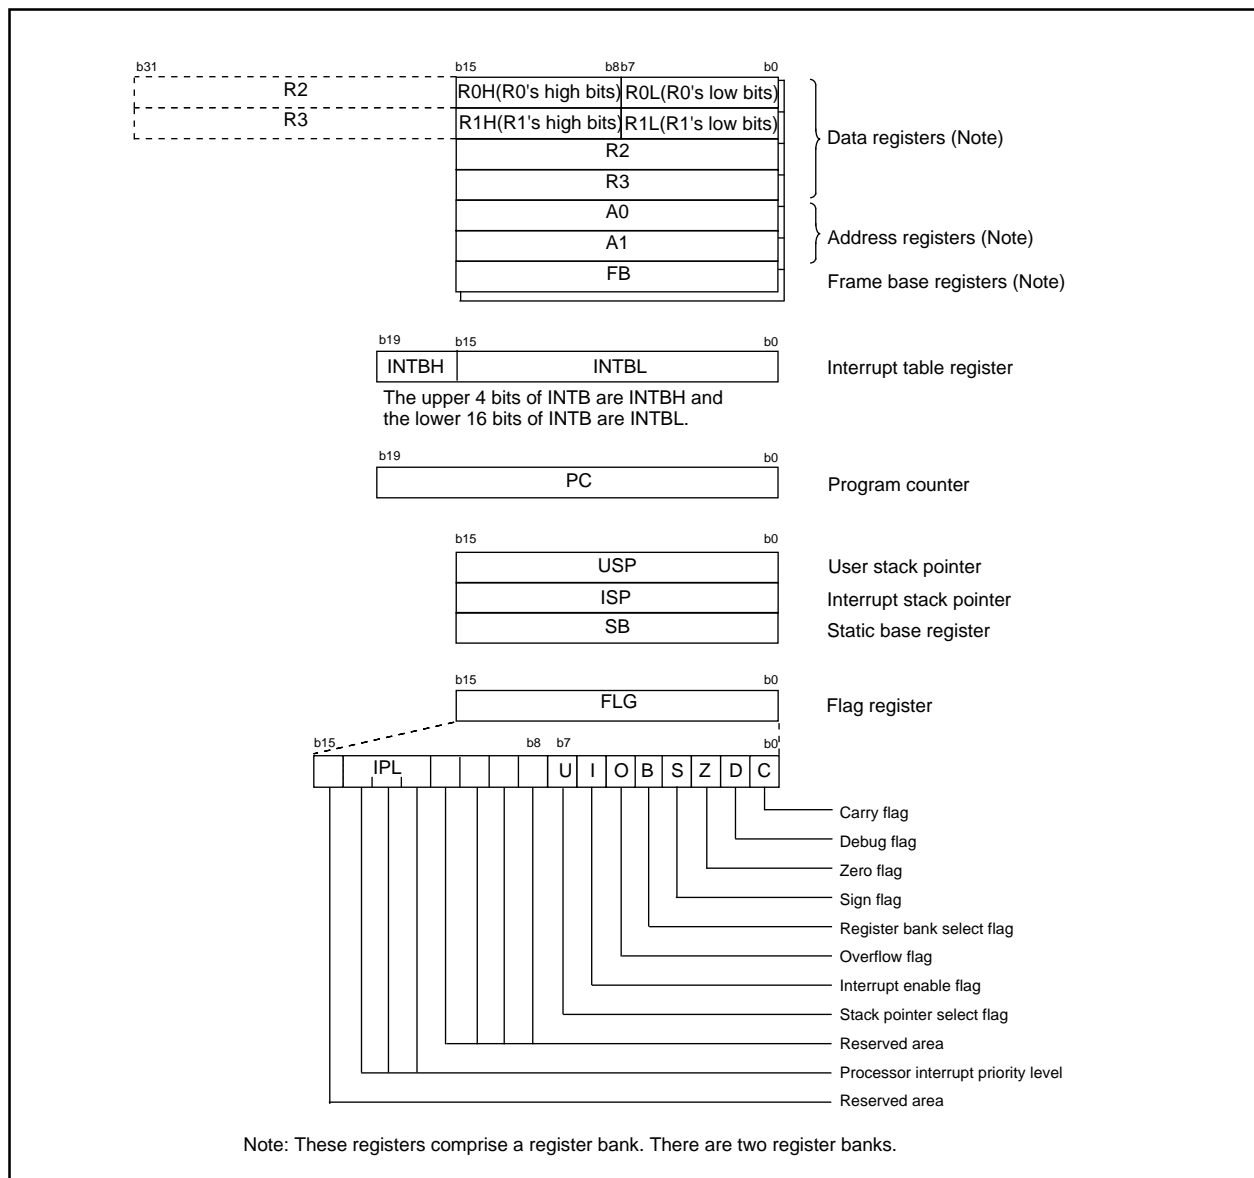 b31 b15 b8b7 b0
R2 R0H(R0's high bits) R0L(R0's low bits)
R3 R1H(R1's high bits) R1L(R1's low bits)
Data registers (Note)
R2
R3
A0
A1
Address registers (Note)
FB
Frame base registers (Note)
b19 b15 b0
INTBH INTBL Interrupt table register
The upper 4 bits of INTB are INTBH and
the lower 16 bits of INTB are INTBL.
b19 b0
PC Program counter
b15 b0
USP User stack pointer
ISP Interrupt stack pointer
SB Static base register
b15 b0
FLG Flag register
b15 b8 b7 b0
IPL U I O B S Z D C
Carry flag
Debug flag
Zero flag
Sign flag
Register bank select flag
Overflow flag
Interrupt enable flag
Stack pointer select flag
Reserved area
Processor interrupt priority level
Reserved area
Note: These registers comprise a register bank. There are two register banks.